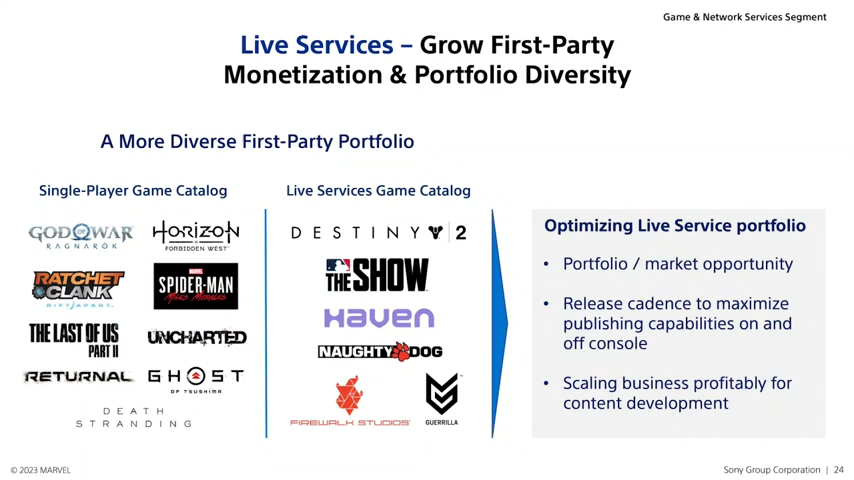 Game & Network Services Segment
Live Services – Grow First-Party
Monetization & Portfolio Diversity
A More Diverse First-Party Portfolio
Single-Player Game Catalog
GOD OF WAR
RAGNARÖK
HORIZON
FORBIDDEN WEST
RATCHET
CLANK
RIFT APART
MARVEL
SPIDER-MAN
MILES MORALES
THE LAST OF US
PART II
UNCHARTED
RETURNAL
GHOST
OF TSUSHIMA
DEATH
STRANDING
Live Services Game Catalog
DESTINY 2
THE SHOW
Haven
NAUGHTY DOG
FIREWALK STUDIOS
GUERRILLA
Optimizing Live Service portfolio
• Portfolio / market opportunity
• Release cadence to maximize
publishing capabilities on and
off console
• Scaling business profitably for
content development
© 2023 MARVEL
Sony Group Corporation | 24